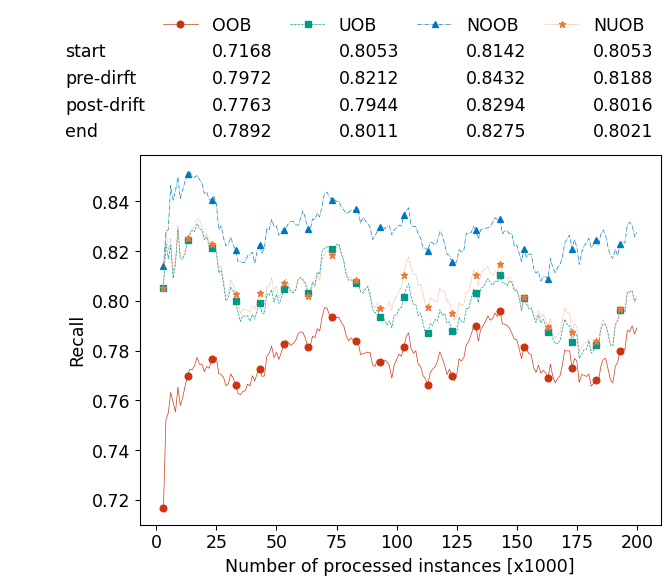 OOB UOB NOOB NUOB
start 0.7168 0.8053 0.8142 0.8053
pre-dirft 0.7972 0.8212 0.8432 0.8188
post-drift 0.7763 0.7944 0.8294 0.8016
end 0.7892 0.8011 0.8275 0.8021
0.84
0.82
0.80
0.78
0.76
0.74
0.72
Recall
0 25 50 75 100 125 150 175 200
Number of processed instances [x1000]